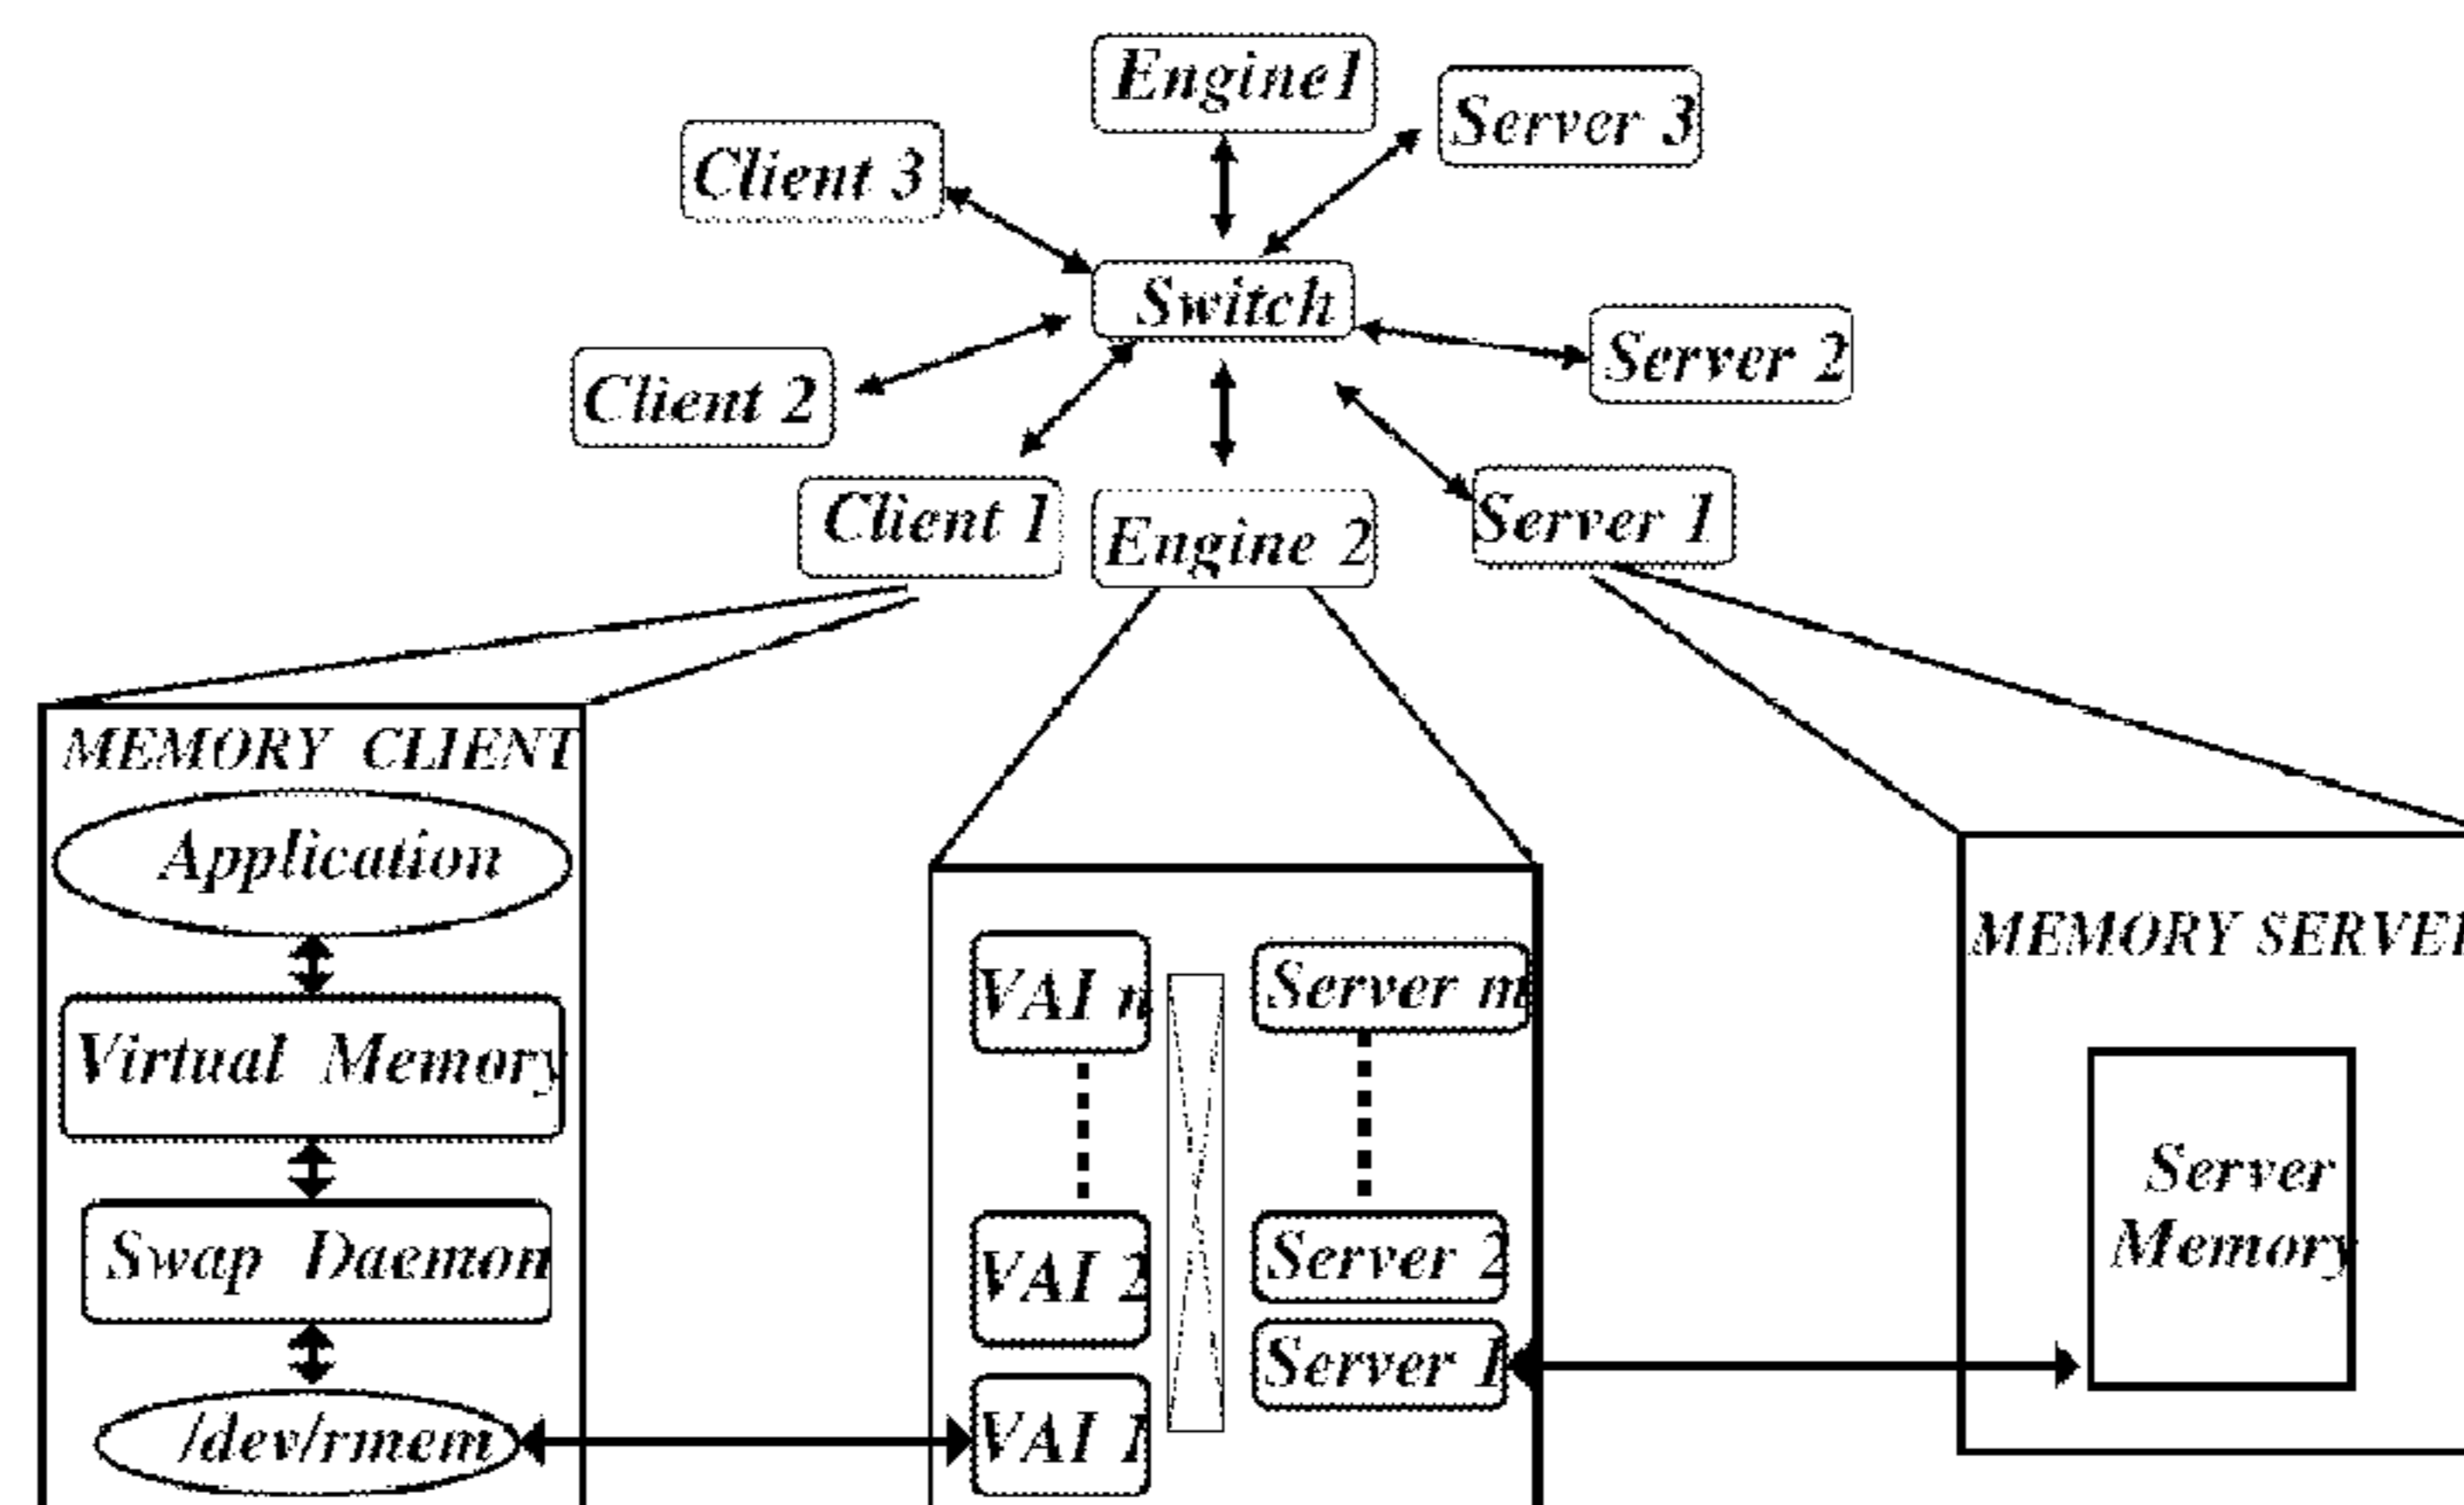 Engine1
Server 3
Client 3
Switch
Server 2
Client 2
Client 1
Engine 2
Server 1
MEMORY CLIENT
Application
Virtual Memory
Swap Daemon
/dev/rmem
VAI n
Server m
VAI 2
Server 2
Server 1
VAI 1
MEMORY SERVER
Server
Memory